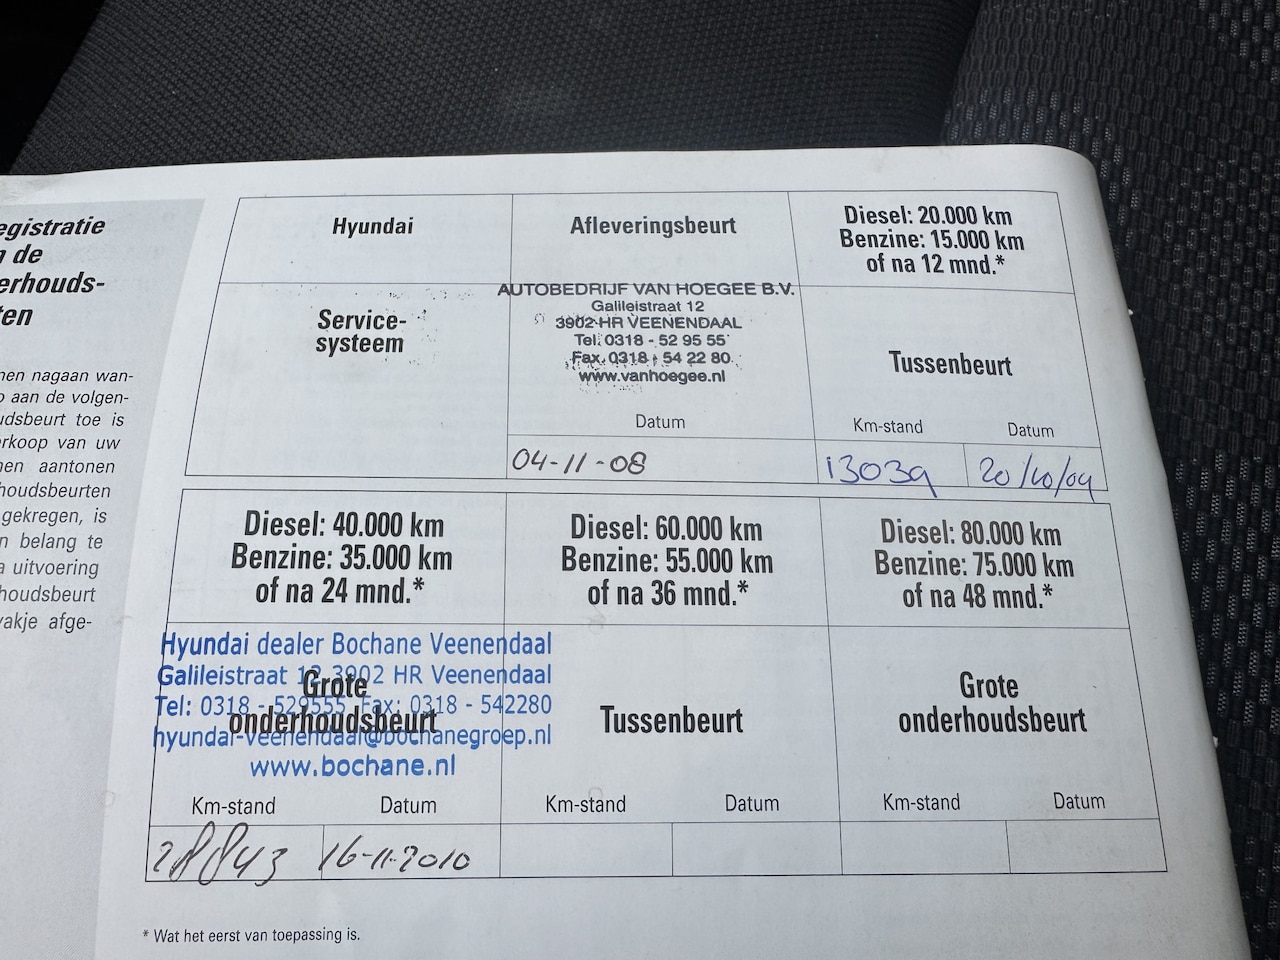 egistratie
n de
erhouds-
ten
nen nagaan wan-
o aan de volgen-
udsbeurt toe is
erkoop van uw
nen aantonen
houdsbeurten
gekregen, is
n belang te
a uitvoering
houdsbeurt
vakje afge-
Hyundai
Service-
systeem
Afleveringsbeurt
AUTOBEDRIJF VAN HOEGEE B.V.
Galileistraat 12
3902 HR VEENENDAAL
Tel. 0318 - 52 95 55
Fax. 0318 - 54 22 80
www.vanhoegee.nl
Datum
04-11-08
Diesel: 20.000 km
Benzine: 15.000 km
of na 12 mnd.*
Tussenbeurt
Km-stand Datum
13039 20/10/09
Diesel: 40.000 km
Benzine: 35.000 km
of na 24 mnd.*
Hyundai dealer Bochane Veenendaal
Galileistraat 12 3902 HR Veenendaal
Tel: 0318 - 529555 Fax: 0318 - 542280
hyundai-veenendaal@bochanegroep.nl
www.bochane.nl
Grote
onderhoudsbeurt
Km-stand Datum
28843 16-11-2010
Diesel: 60.000 km
Benzine: 55.000 km
of na 36 mnd.*
Tussenbeurt
Km-stand Datum
Diesel: 80.000 km
Benzine: 75.000 km
of na 48 mnd.*
Grote
onderhoudsbeurt
Km-stand Datum
* Wat het eerst van toepassing is.